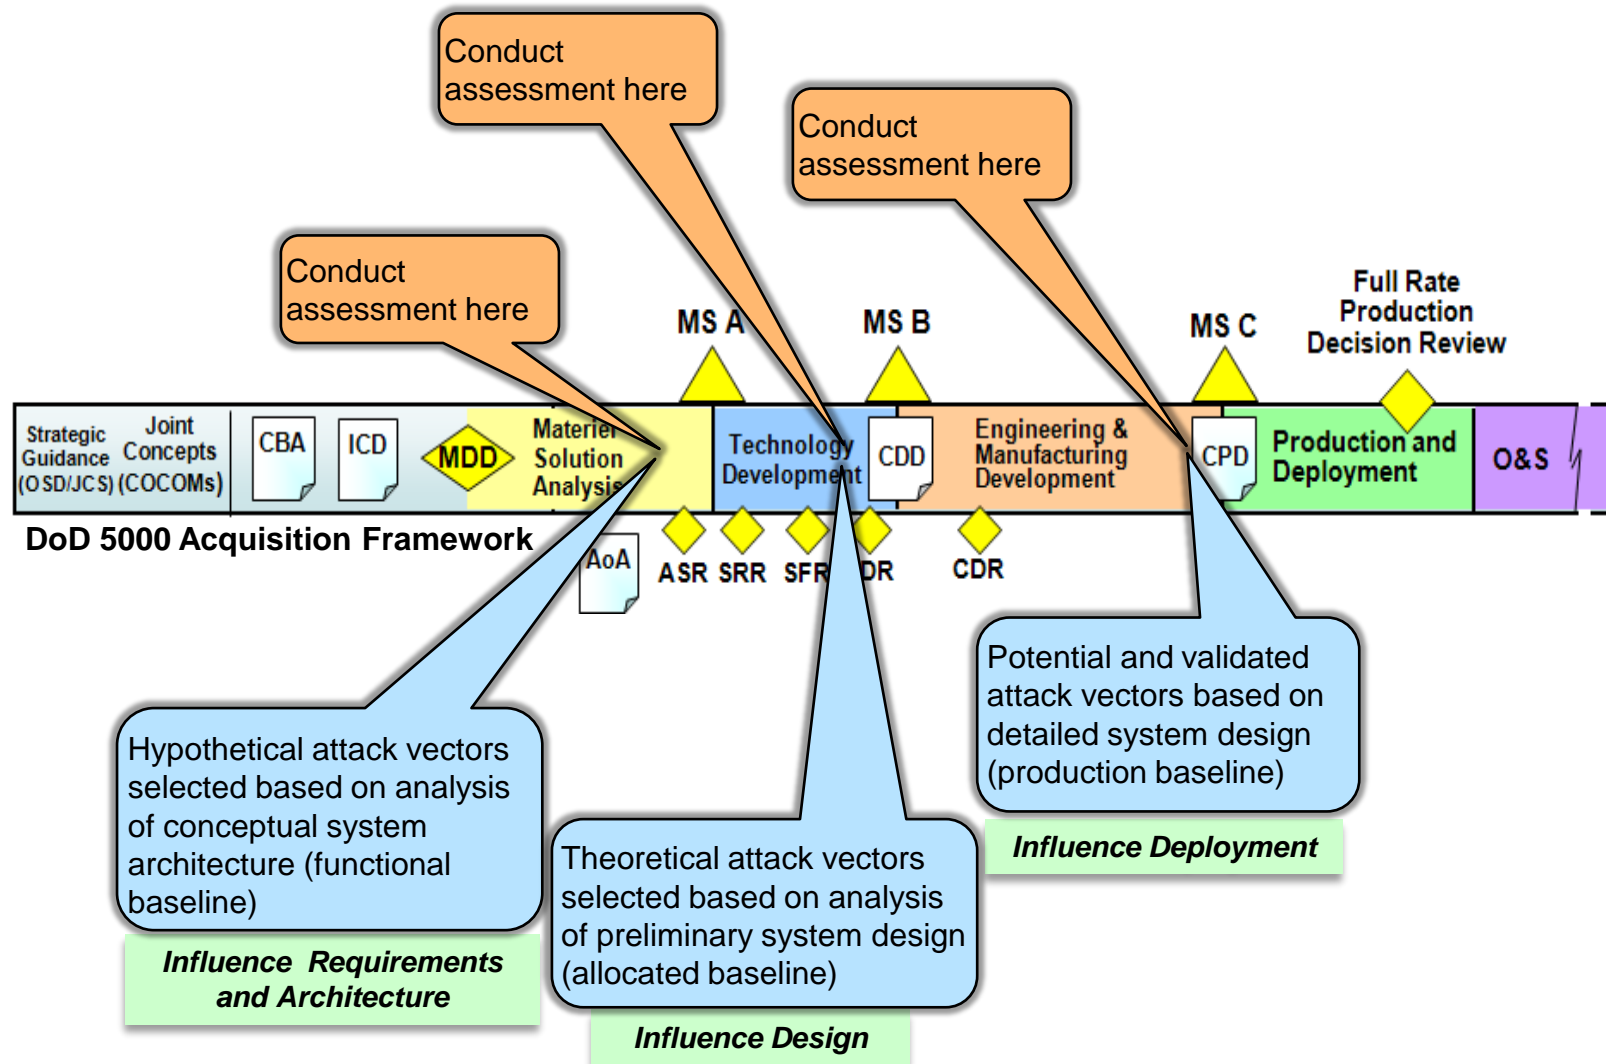 Conduct
assessment here
Conduct
assessment here
Conduct
assessment here
MS A
MS B
MS C
Full Rate
Production
Decision Review
Strategic
Guidance
(OSD/JCS)
Joint
Concepts
(COCOMs)
CBA
ICD
MDD
Materiel
Solution
Analysis
Technology
Development
CDD
Engineering &
Manufacturing
Development
CPD
Production and
Deployment
O&S
DoD 5000 Acquisition Framework
AoA
ASR
SRR
SFR
DR
CDR
Hypothetical attack vectors
selected based on analysis
of conceptual system
architecture (functional
baseline)
Influence Requirements
and Architecture
Theoretical attack vectors
selected based on analysis
of preliminary system design
(allocated baseline)
Influence Design
Potential and validated
attack vectors based on
detailed system design
(production baseline)
Influence Deployment